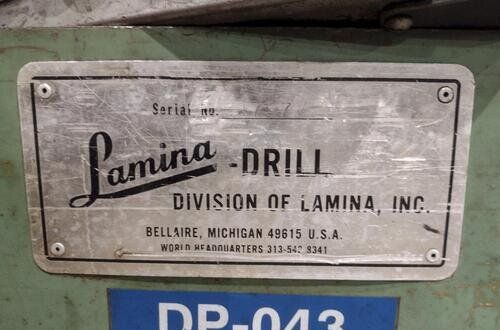 Serial No.
Lamina -DRILL
DIVISION OF LAMINA, INC.
BELLAIRE, MICHIGAN 49615 U.S.A.
WORLD HEADQUARTERS 313-542 8341
DP-043